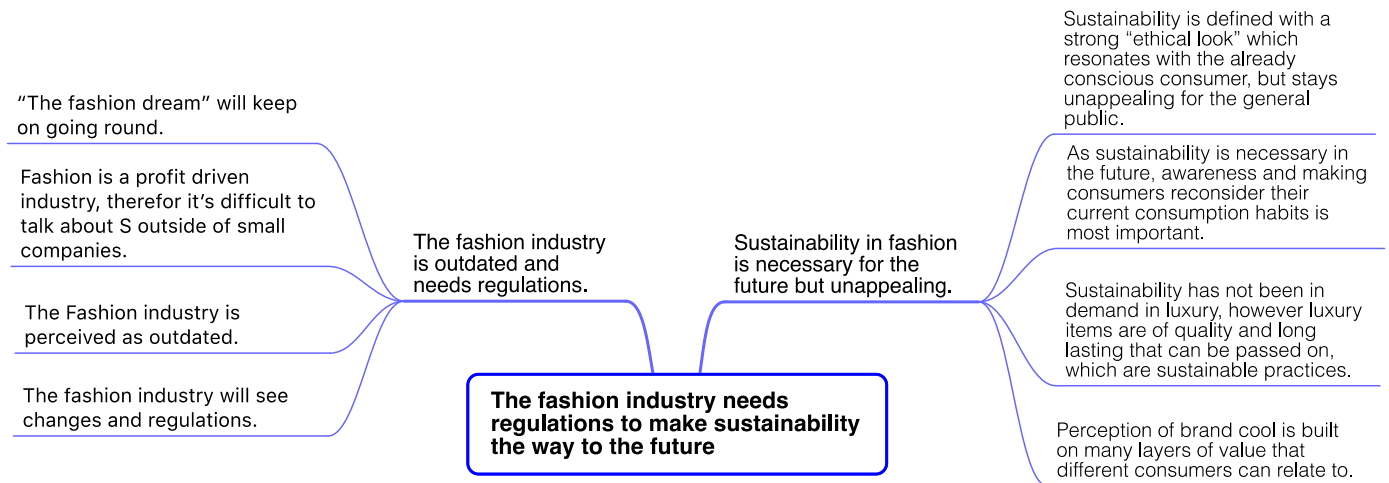 “The fashion dream” will keep
on going round.
Fashion is a profit driven
industry, therefor it’s difficult to
talk about S outside of small
companies.
The Fashion industry is
perceived as outdated.
The fashion industry will see
changes and regulations.
The fashion industry
is outdated and
needs regulations.
The fashion industry needs
regulations to make sustainability
the way to the future
Sustainability in fashion
is necessary for the
future but unappealing.
Sustainability is defined with a
strong “ethical look” which
resonates with the already
conscious consumer, but stays
unappealing for the general
public.
As sustainability is necessary in
the future, awareness and making
consumers reconsider their
current consumption habits is
most important.
Sustainability has not been in
demand in luxury, however luxury
items are of quality and long
lasting that can be passed on,
which are sustainable practices.
Perception of brand cool is built
on many layers of value that
different consumers can relate to.